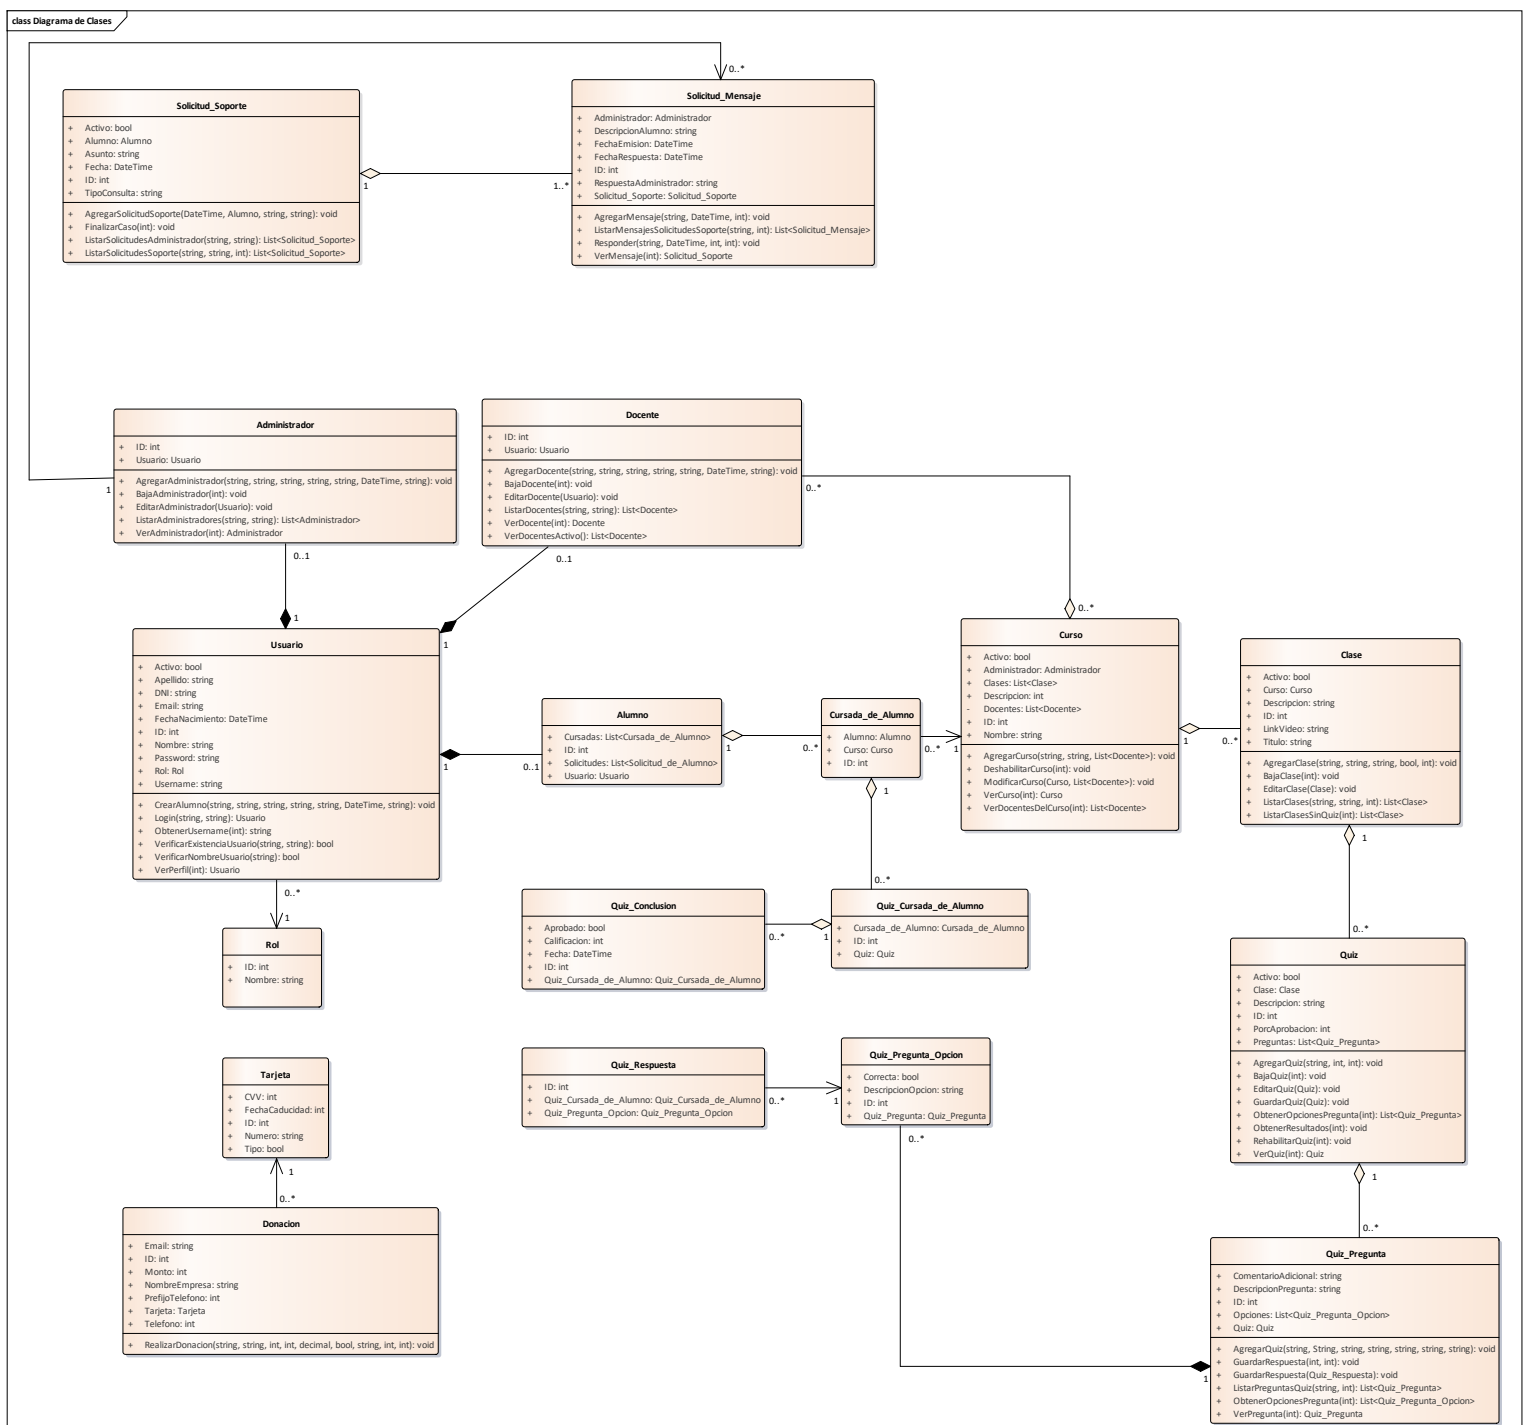 class Diagrama de Clases
0..*
Solicitud_Soporte
+ Activo: bool
+ Alumno: Alumno
+ Asunto: string
+ Fecha: DateTime
+ ID: int
+ TipoConsulta: string
+ AgregarSolicitudSoporte(DateTime, Alumno, string, string): void
+ FinalizarCaso(int): void
+ ListarSolicitudesAdministrador(string, string): List<Solicitud_Soporte>
+ ListarSolicitudesSoporte(string, string, int): List<Solicitud_Soporte>
1
1..*
Solicitud_Mensaje
+ Administrador: Administrador
+ DescripcionAlumno: string
+ FechaEmision: DateTime
+ FechaRespuesta: DateTime
+ ID: int
+ RespuestaAdministrador: string
+ Solicitud_Soporte: Solicitud_Soporte
+ AgregarMensaje(string, DateTime, int): void
+ ListarMensajesSolicitudesSoporte(string, int): List<Solicitud_Mensaje>
+ Responder(string, DateTime, int, int): void
+ VerMensaje(int): Solicitud_Soporte
Administrador
+ ID: int
+ Usuario: Usuario
+ AgregarAdministrador(string, string, string, string, string, DateTime, string): void
+ BajaAdministrador(int): void
+ EditarAdministrador(Usuario): void
+ ListarAdministradores(string, string): List<Administrador>
+ VerAdministrador(int): Administrador
1
0..1
1
Docente
+ ID: int
+ Usuario: Usuario
+ AgregarDocente(string, string, string, string, string, DateTime, string): void
+ BajaDocente(int): void
+ EditarDocente(Usuario): void
+ ListarDocentes(string, string): List<Docente>
+ VerDocente(int): Docente
+ VerDocentesActivo(): List<Docente>
0..*
0..1
1
0..*
Usuario
+ Activo: bool
+ Apellido: string
+ DNI: string
+ Email: string
+ FechaNacimiento: DateTime
+ ID: int
+ Nombre: string
+ Password: string
+ Rol: Rol
+ Username: string
+ CrearAlumno(string, string, string, string, string, DateTime, string): void
+ Login(string, string): Usuario
+ ObtenerUsername(int): string
+ VerificarExistenciaUsuario(string, string): bool
+ VerificarNombreUsuario(string): bool
+ VerPerfil(int): Usuario
1
0..1
Alumno
+ Cursadas: List<Cursada_de_Alumno>
+ ID: int
+ Solicitudes: List<Solicitud_de_Alumno>
+ Usuario: Usuario
1
0..*
Cursada_de_Alumno
+ Alumno: Alumno
+ Curso: Curso
+ ID: int
0..*
1
1
0..*
Curso
+ Activo: bool
+ Administrador: Administrador
+ Clases: List<Clase>
+ Descripcion: int
- Docentes: List<Docente>
+ ID: int
+ Nombre: string
+ AgregarCurso(string, string, List<Docente>): void
+ DeshabilitarCurso(int): void
+ ModificarCurso(Curso, List<Docente>): void
+ VerCurso(int): Curso
+ VerDocentesDelCurso(int): List<Docente>
1
0..*
Clase
+ Activo: bool
+ Curso: Curso
+ Descripcion: string
+ ID: int
+ LinkVideo: string
+ Titulo: string
+ AgregarClase(string, string, string, bool, int): void
+ BajaClase(int): void
+ EditarClase(Clase): void
+ ListarClases(string, string, int): List<Clase>
+ ListarClasesSinQuiz(int): List<Clase>
1
0..*
0..*
1
Rol
+ ID: int
+ Nombre: string
Quiz_Conclusion
+ Aprobado: bool
+ Calificacion: int
+ Fecha: DateTime
+ ID: int
+ Quiz_Cursada_de_Alumno: Quiz_Cursada_de_Alumno
0..*
1
Quiz_Cursada_de_Alumno
+ Cursada_de_Alumno: Cursada_de_Alumno
+ ID: int
+ Quiz: Quiz
Quiz
+ Activo: bool
+ Clase: Clase
+ Descripcion: string
+ ID: int
+ PorcAprobacion: int
+ Preguntas: List<Quiz_Pregunta>
+ AgregarQuiz(string, int, int): void
+ BajaQuiz(int): void
+ EditarQuiz(Quiz): void
+ GuardarQuiz(Quiz): void
+ ObtenerOpcionesPregunta(int): List<Quiz_Pregunta>
+ ObtenerResultados(int): void
+ RehabilitarQuiz(int): void
+ VerQuiz(int): Quiz
1
0..*
Tarjeta
+ CVV: int
+ FechaCaducidad: int
+ ID: int
+ Numero: string
+ Tipo: bool
1
0..*
Quiz_Respuesta
+ ID: int
+ Quiz_Cursada_de_Alumno: Quiz_Cursada_de_Alumno
+ Quiz_Pregunta_Opcion: Quiz_Pregunta_Opcion
0..*
1
Quiz_Pregunta_Opcion
+ Correcta: bool
+ DescripcionOpcion: string
+ ID: int
+ Quiz_Pregunta: Quiz_Pregunta
0..*
1
Donacion
+ Email: string
+ ID: int
+ Monto: int
+ NombreEmpresa: string
+ PrefijoTelefono: int
+ Tarjeta: Tarjeta
+ Telefono: int
+ RealizarDonacion(string, string, int, int, decimal, bool, string, int, int): void
Quiz_Pregunta
+ ComentarioAdicional: string
+ DescripcionPregunta: string
+ ID: int
+ Opciones: List<Quiz_Pregunta_Opcion>
+ Quiz: Quiz
+ AgregarQuiz(string, String, string, string, string, string, string): void
+ GuardarRespuesta(int, int): void
+ GuardarRespuesta(Quiz_Respuesta): void
+ ListarPreguntasQuiz(string, int): List<Quiz_Pregunta>
+ ObtenerOpcionesPregunta(int): List<Quiz_Pregunta_Opcion>
+ VerPregunta(int): Quiz_Pregunta